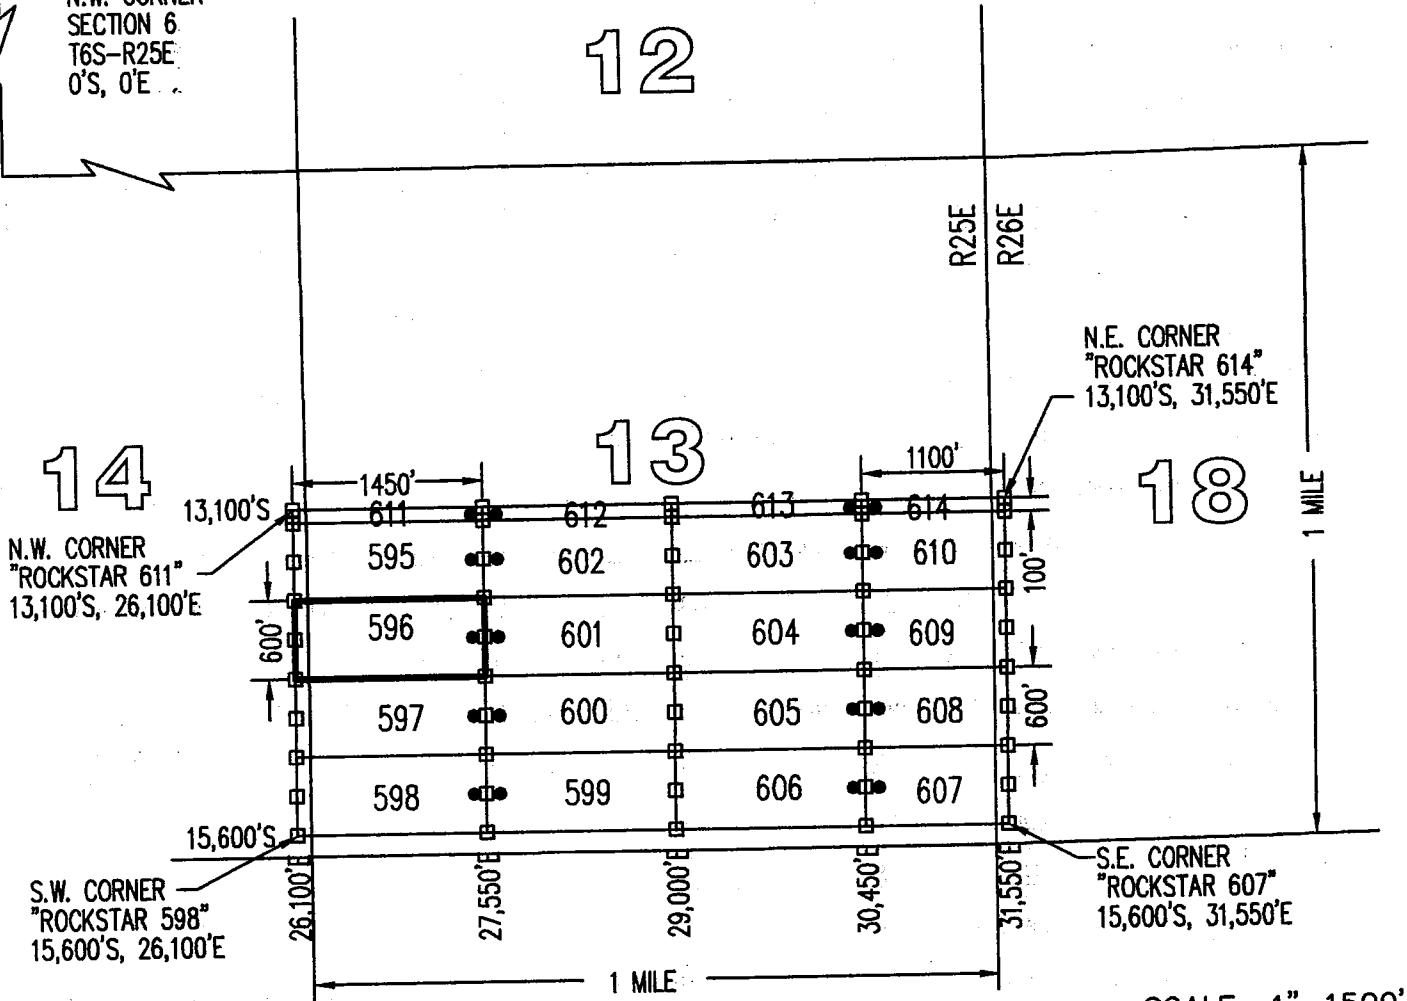 SECTION 6
T6S-R25E
0'S, 0'E
12
R25E
R26E
N.E. CORNER
"ROCKSTAR 614"
13,100'S, 31,550'E
14
13
18
1450'
1100'
1 MILE
13,100'S
611
612
613
614
N.W. CORNER
"ROCKSTAR 611"
13,100'S, 26,100'E
595
602
603
610
100'
600'
596
601
604
609
597
600
605
608
600'
598
599
606
607
15,600'S
S.W. CORNER
"ROCKSTAR 598"
15,600'S, 26,100'E
26,100'E
27,550'E
29,000'E
30,450'E
31,550'E
S.E. CORNER
"ROCKSTAR 607"
15,600'S, 31,550'E
1 MILE